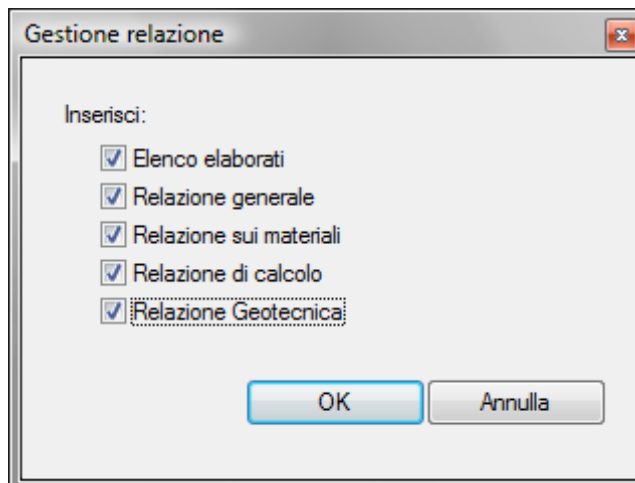 Gestione relazione
Inserisci:
Elenco elaborati
Relazione generale
Relazione sui materiali
Relazione di calcolo
Relazione Geotecnica
OK Annulla